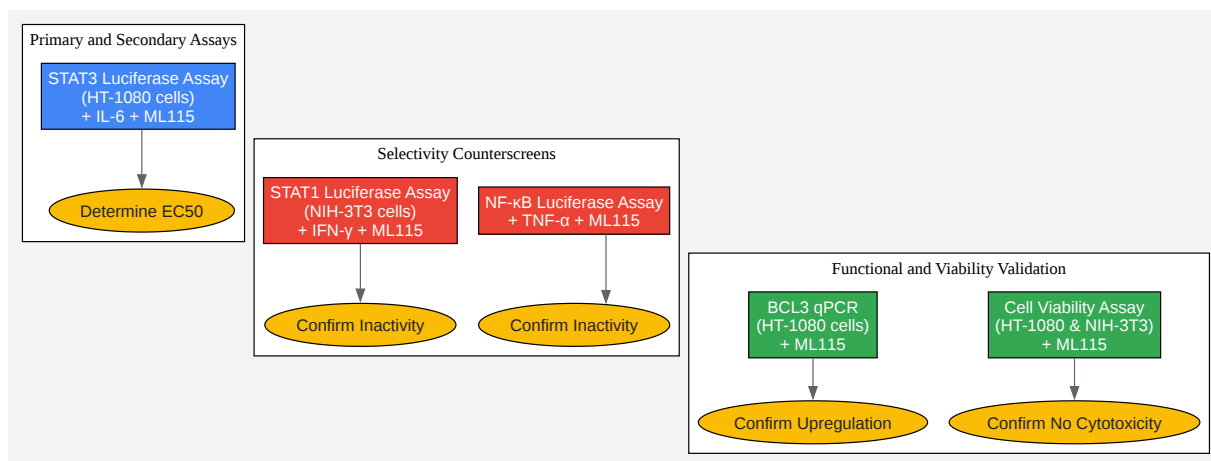 Primary and Secondary Assays
STAT3 Luciferase Assay
(HT-1080 cells)
+ IL-6 + ML115
Determine EC50
Selectivity Counterscreens
STAT1 Luciferase Assay
(NIH-3T3 cells)
+ IFN-γ + ML115
Confirm Inactivity
NF-κB Luciferase Assay
+ TNF-α + ML115
Confirm Inactivity
Functional and Viability Validation
BCL3 qPCR
(HT-1080 cells)
+ ML115
Confirm Upregulation
Cell Viability Assay
(HT-1080 & NIH-3T3)
+ ML115
Confirm No Cytotoxicity